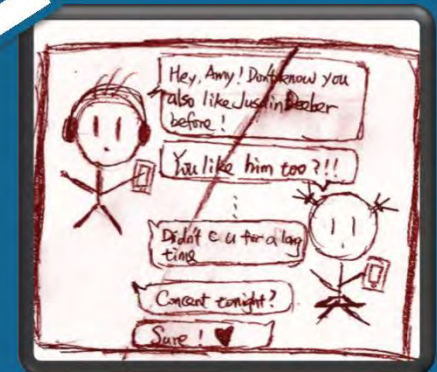 Hey, Amy! Don't know you
also like Justin Beeber
before!
You like him too?!!
⋮
Didn't c u for a long
time
Concert tonight?
Sure! ♥